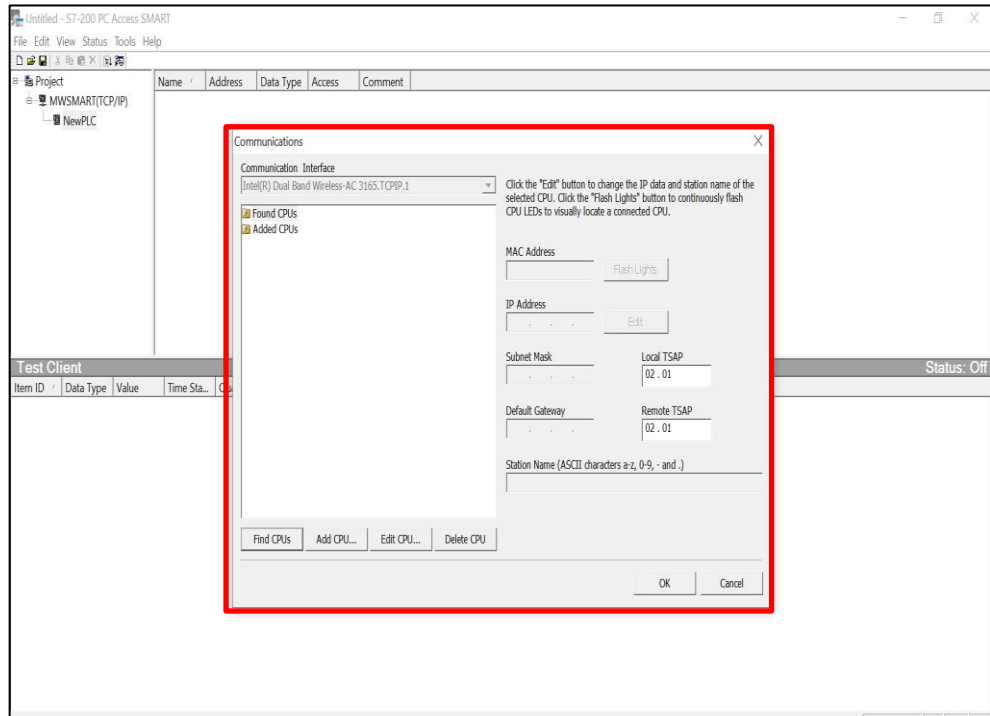 Untitled - S7-200 PC Access SMART
File Edit View Status Tools Help
Project
MWSMART(TCP/IP)
NewPLC
Name Address Data Type Access Comment
Communications
Communication Interface
Intel(R) Dual Band Wireless-AC 3165.TCPIP.1
Found CPUs
Added CPUs
Click the "Edit" button to change the IP data and station name of the
selected CPU. Click the "Flash Lights" button to continuously flash
CPU LEDs to visually locate a connected CPU.
MAC Address
Flash Lights
IP Address
Edit
Subnet Mask Local TSAP
02 . 01
Default Gateway Remote TSAP
02 . 01
Station Name (ASCII characters a-z, 0-9, - and .)
Find CPUs Add CPU... Edit CPU... Delete CPU
OK Cancel
Test Client Status: Off
Item ID Data Type Value Time Sta...